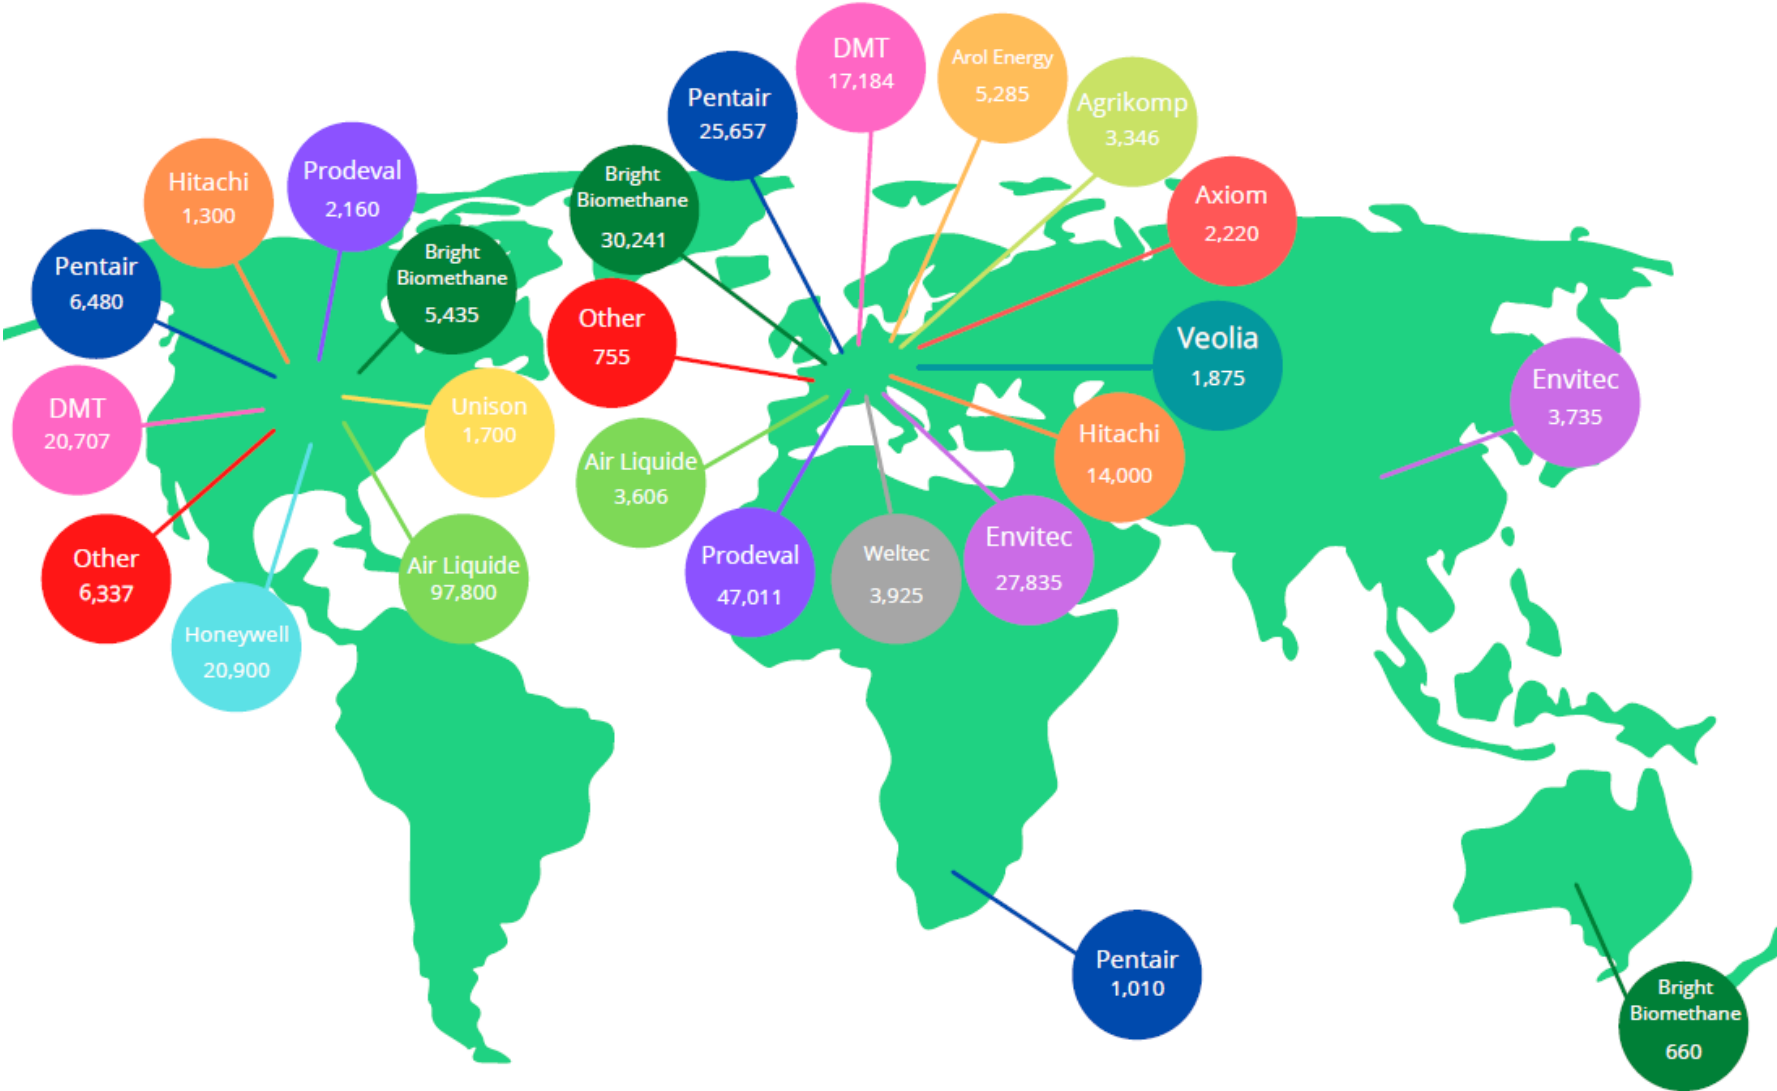 DMT
17,184
Arol Energy
5,285
Pentair
25,657
Agrikomp
3,346
Hitachi
1,300
Prodeval
2,160
Bright
Biomethane
30,241
Axiom
2,220
Pentair
6,480
Bright
Biomethane
5,435
Other
755
Veolia
1,875
Envitec
3,735
DMT
20,707
Unison
1,700
Air Liquide
3,606
Hitachi
14,000
Other
6,337
Air Liquide
97,800
Prodeval
47,011
Weltec
3,925
Envitec
27,835
Honeywell
20,900
Pentair
1,010
Bright
Biomethane
660